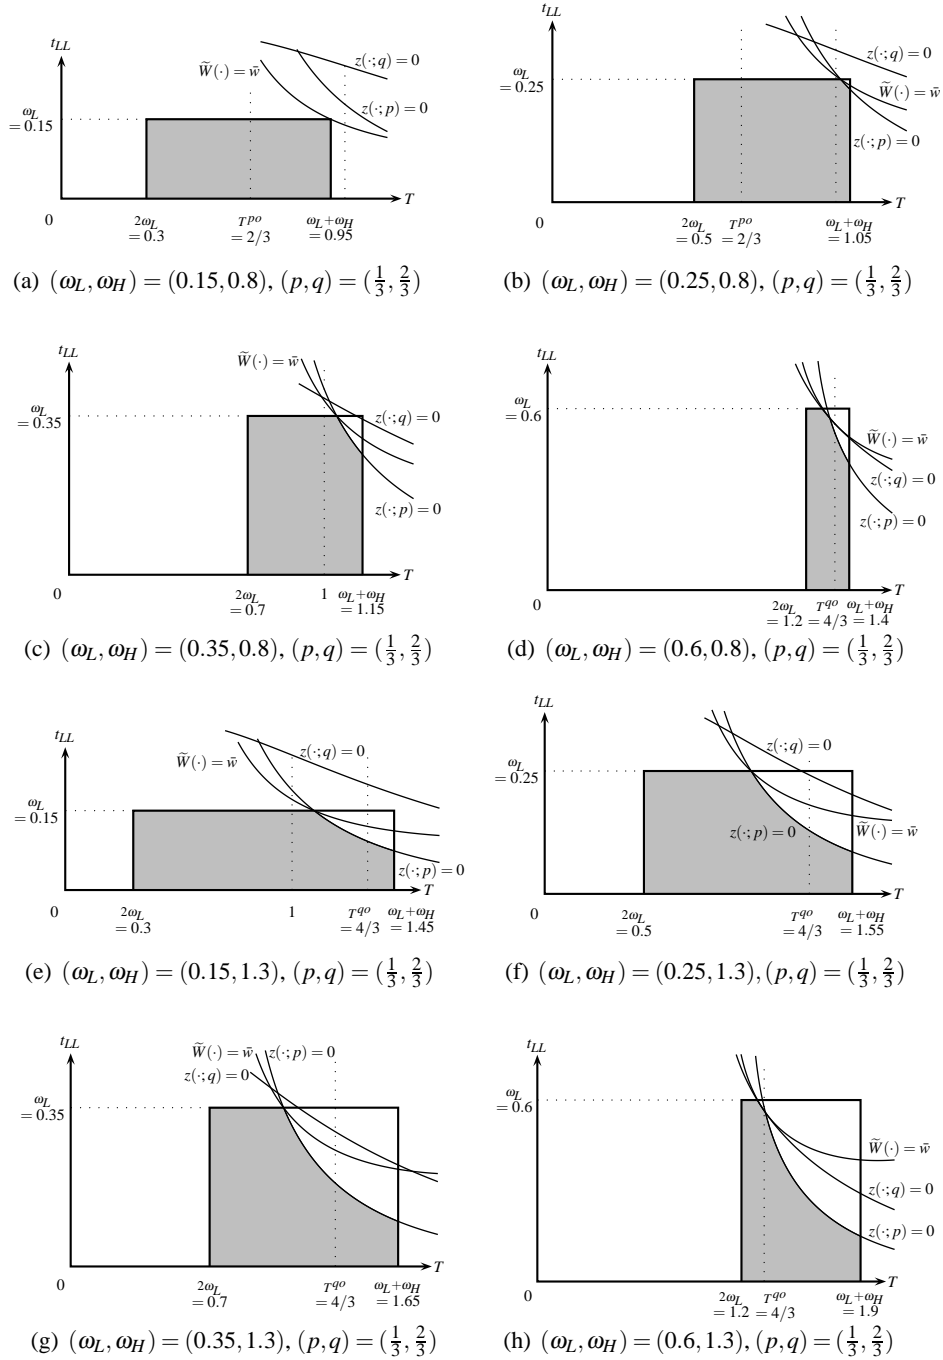 t_LL
W̃(·) = w̄
z(·;q) = 0
z(·;p) = 0
ω_L
= 0.15
T
0
2ω_L
= 0.3
T^po
= 2/3
ω_L+ω_H
= 0.95
(a) (ω_L, ω_H) = (0.15, 0.8), (p, q) = (1/3, 2/3)
t_LL
z(·;q) = 0
ω_L
= 0.25
W̃(·) = w̄
z(·;p) = 0
T
0
2ω_L
= 0.5
T^po
= 2/3
ω_L+ω_H
= 1.05
(b) (ω_L, ω_H) = (0.25, 0.8), (p, q) = (1/3, 2/3)
t_LL
W̃(·) = w̄
ω_L
= 0.35
z(·;q) = 0
z(·;p) = 0
T
0
2ω_L
= 0.7
1
ω_L+ω_H
= 1.15
(c) (ω_L, ω_H) = (0.35, 0.8), (p, q) = (1/3, 2/3)
t_LL
ω_L
= 0.6
W̃(·) = w̄
z(·;q) = 0
z(·;p) = 0
T
0
2ω_L
= 1.2
T^qo
= 4/3
ω_L+ω_H
= 1.4
(d) (ω_L, ω_H) = (0.6, 0.8), (p, q) = (1/3, 2/3)
t_LL
W̃(·) = w̄
z(·;q) = 0
ω_L
= 0.15
z(·;p) = 0
T
0
2ω_L
= 0.3
1
T^qo
= 4/3
ω_L+ω_H
= 1.45
(e) (ω_L, ω_H) = (0.15, 1.3), (p, q) = (1/3, 2/3)
t_LL
z(·;q) = 0
ω_L
= 0.25
z(·;p) = 0
W̃(·) = w̄
T
0
2ω_L
= 0.5
T^qo
= 4/3
ω_L+ω_H
= 1.55
(f) (ω_L, ω_H) = (0.25, 1.3), (p, q) = (1/3, 2/3)
t_LL
W̃(·) = w̄
z(·;p) = 0
z(·;q) = 0
ω_L
= 0.35
T
0
2ω_L
= 0.7
T^qo
= 4/3
ω_L+ω_H
= 1.65
(g) (ω_L, ω_H) = (0.35, 1.3), (p, q) = (1/3, 2/3)
t_LL
ω_L
= 0.6
W̃(·) = w̄
z(·;q) = 0
z(·;p) = 0
T
0
2ω_L
= 1.2
T^qo
= 4/3
ω_L+ω_H
= 1.9
(h) (ω_L, ω_H) = (0.6, 1.3), (p, q) = (1/3, 2/3)